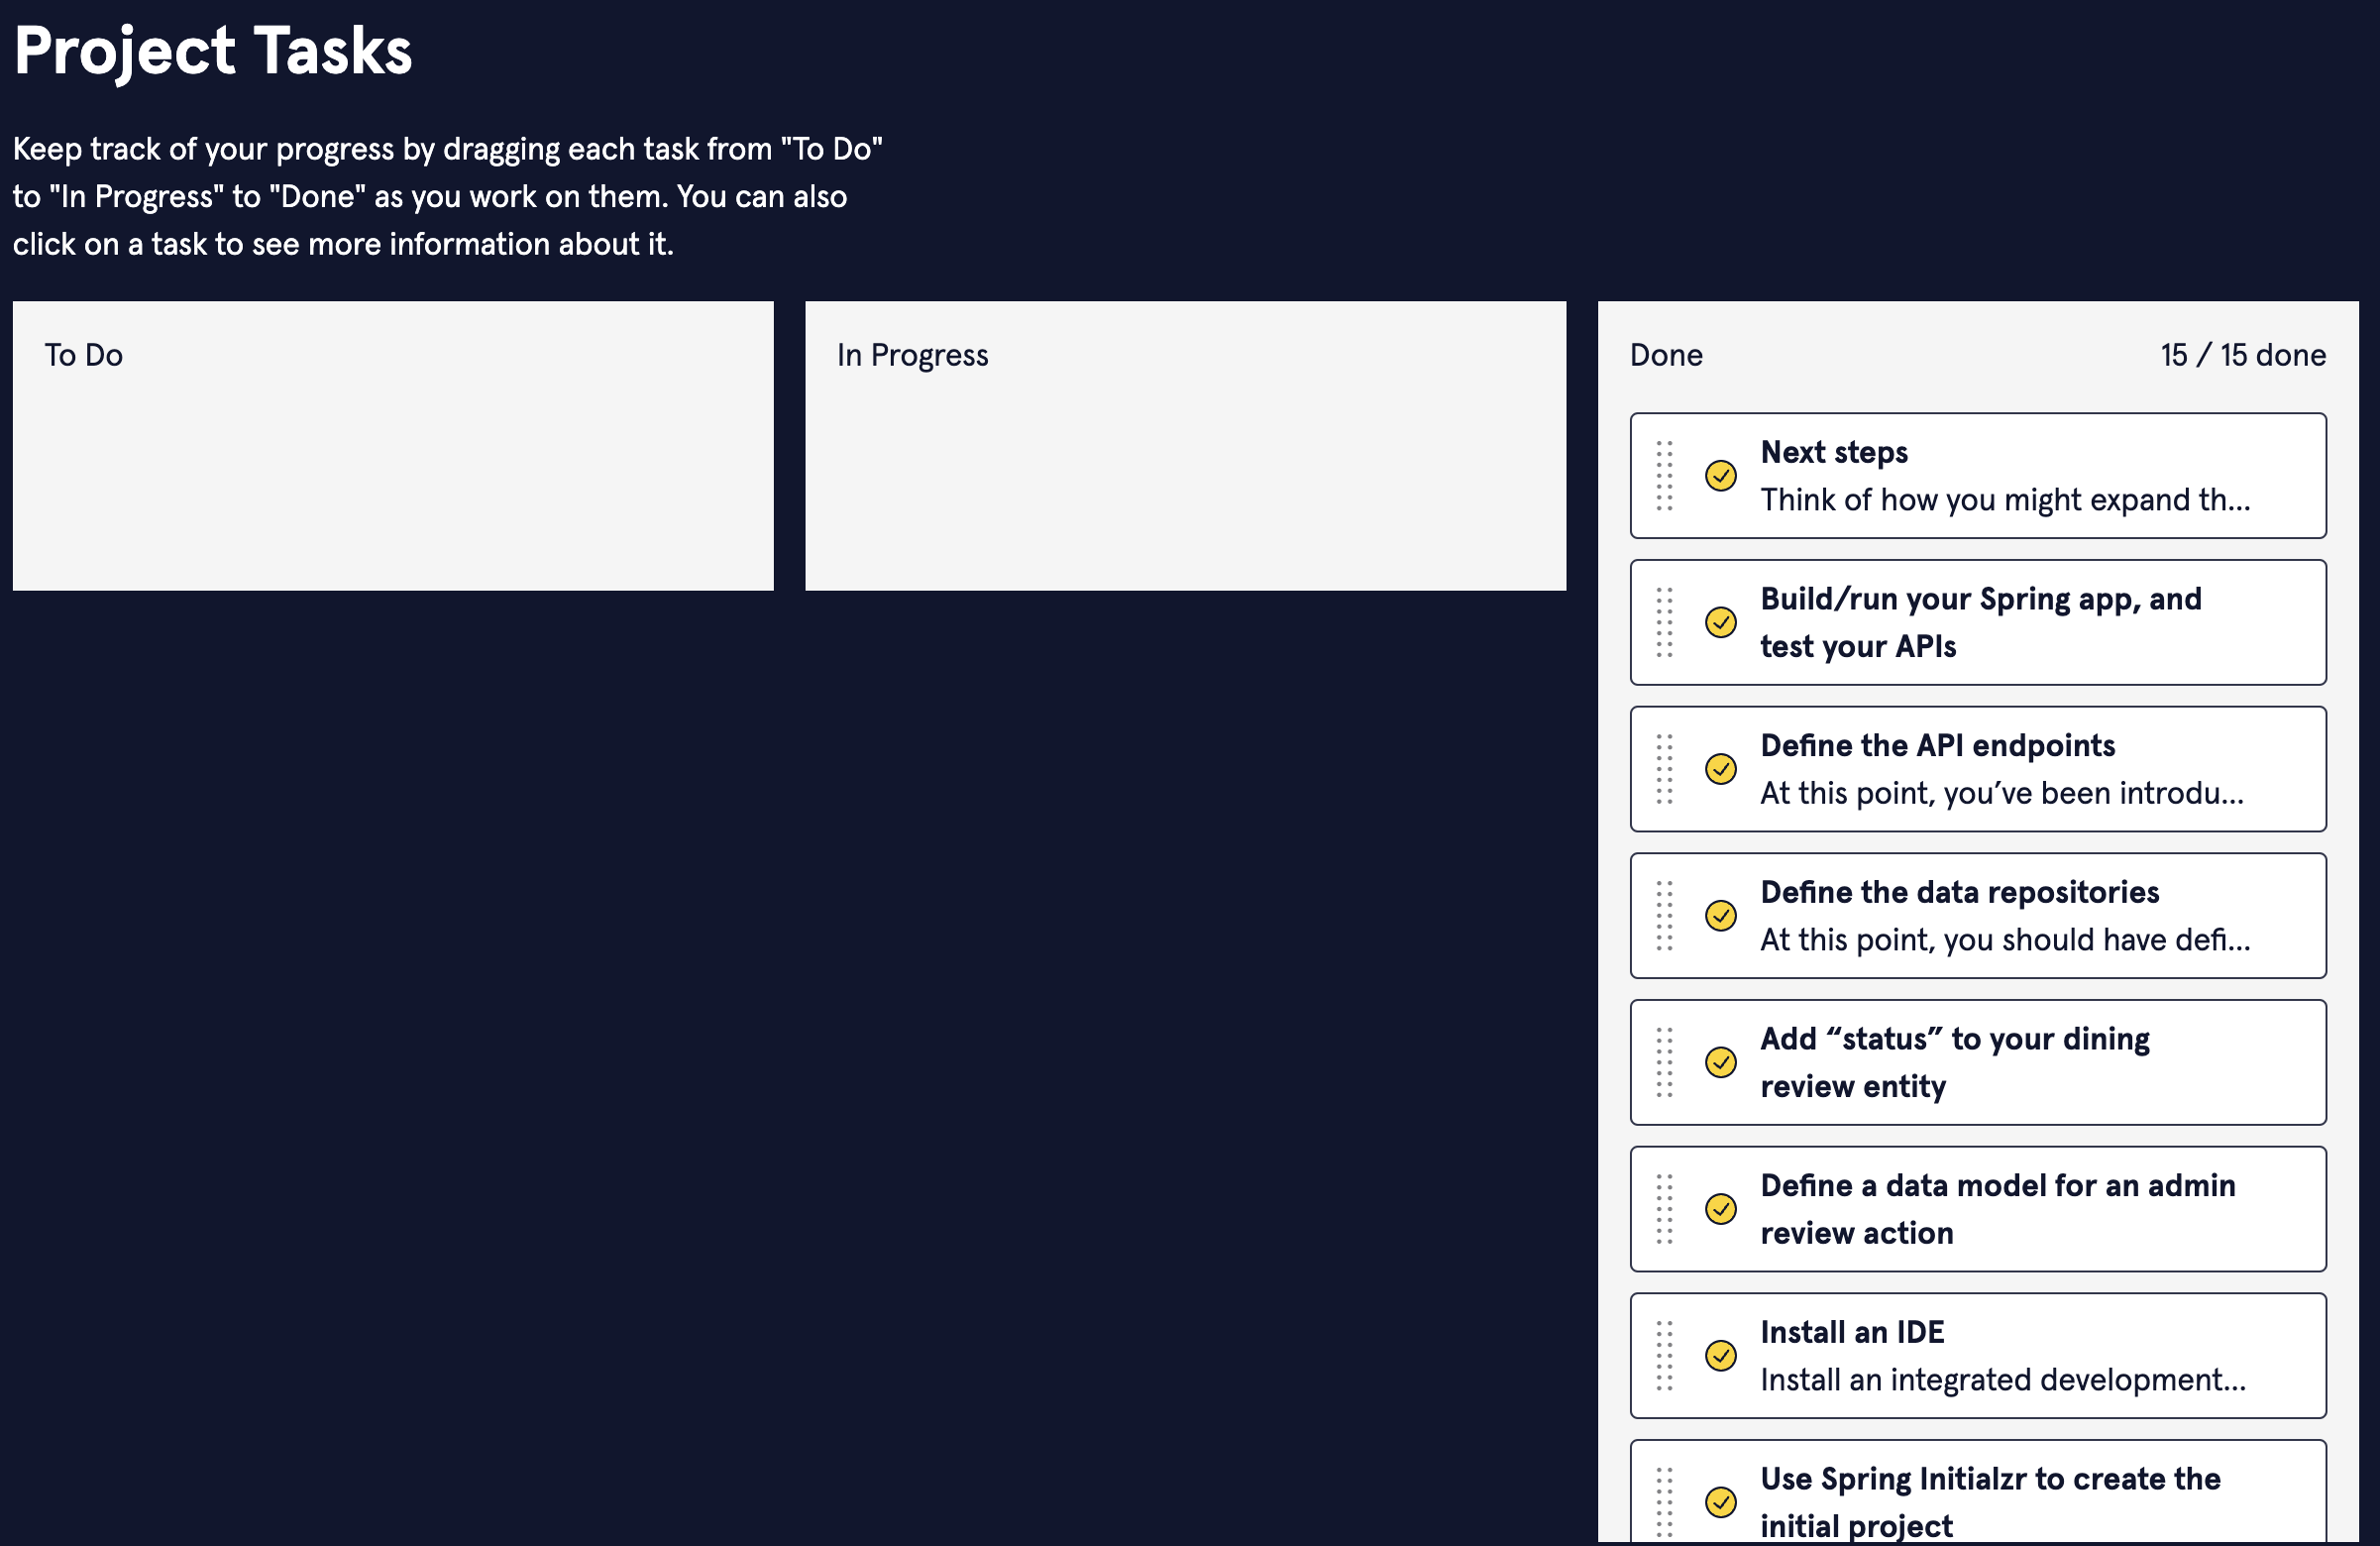 Project Tasks
Keep track of your progress by dragging each task from "To Do"
to "In Progress" to "Done" as you work on them. You can also
click on a task to see more information about it.
To Do
In Progress
Done
15 / 15 done
Next steps
Think of how you might expand th...
Build/run your Spring app, and
test your APIs
Define the API endpoints
At this point, you’ve been introdu...
Define the data repositories
At this point, you should have defi...
Add “status” to your dining
review entity
Define a data model for an admin
review action
Install an IDE
Install an integrated development...
Use Spring Initialzr to create the
initial project